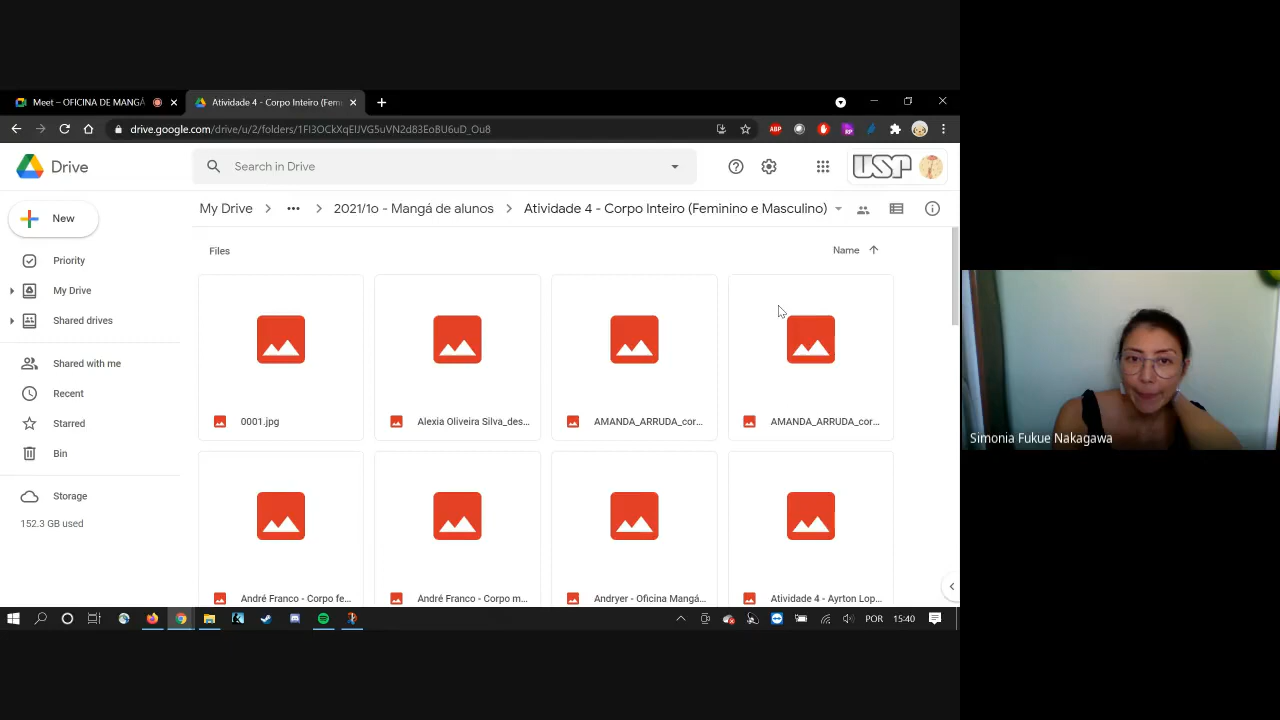 Meet – OFICINA DE MANGÁ
Atividade 4 - Corpo Inteiro (Fem
drive.google.com/drive/u/2/folders/
ABP
RP
Drive
Search in Drive
USP
New
My Drive > ••• > 2021/1o - Mangá de alunos > Atividade 4 - Corpo Inteiro (Feminino e Masculino)
Priority
My Drive
Shared drives
Shared with me
Recent
Starred
Bin
Storage
152.3 GB used
Files
Name
0001.jpg
Alexia Oliveira Silva_des...
AMANDA_ARRUDA_cor...
AMANDA_ARRUDA_cor...
André Franco - Corpo fe...
André Franco - Corpo m...
Andryer - Oficina Mangá...
Atividade 4 - Ayrton Lop...
POR
15:40
Simonia Fukue Nakagawa